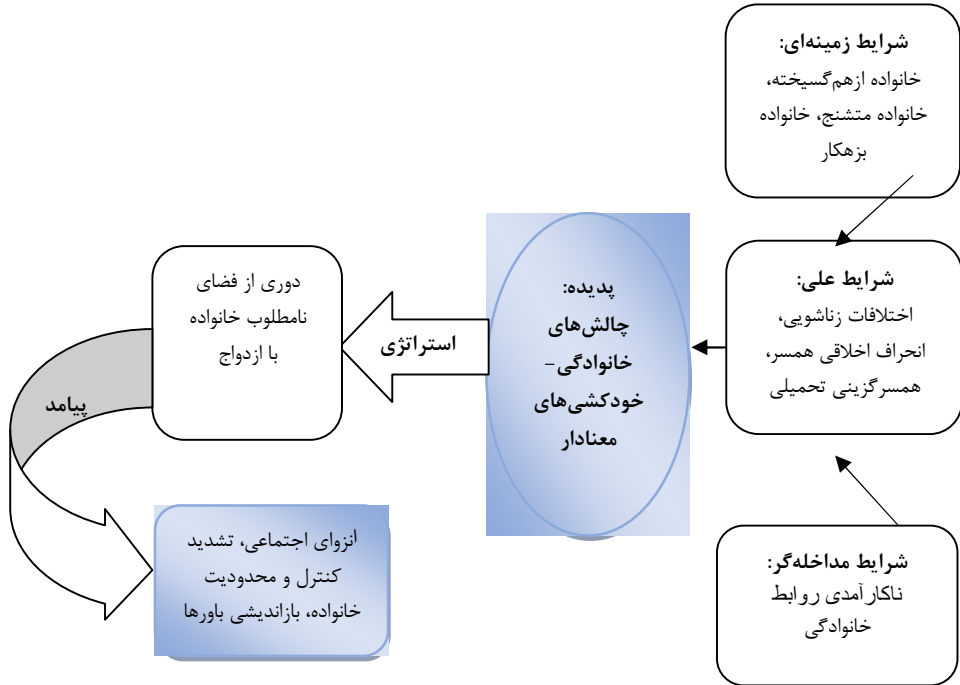 شرایط زمینه‌ای:
خانواده ازهم‌گسیخته،
خانواده متشنج، خانواده
بزهکار
شرایط علی:
اختلافات زناشویی،
انحراف اخلاقی همسر،
همسرگزینی تحمیلی
شرایط مداخله‌گر:
ناکارآمدی روابط
خانوادگی
پدیده:
چالش‌های
خانوادگی-
خودکشی‌های
معنادار
استراتژی
دوری از فضای
نامطلوب خانواده
با ازدواج
پیامد
انزوای اجتماعی، تشدید
کنترل و محدودیت
خانواده، بازاندیشی باورها